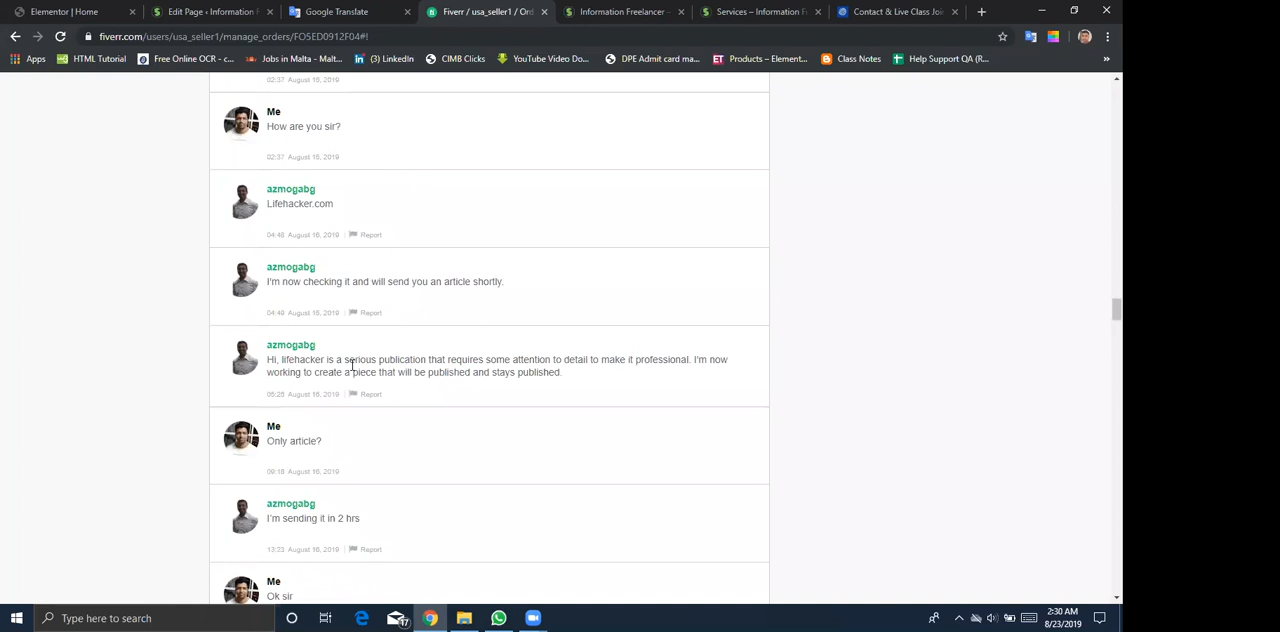 Elementor | Home
Edit Page ‹ Information F
Google Translate
Fiverr / usa_seller1 / Ord
Information Freelancer –
Services – Information Fr
Contact & Live Class Join
fiverr.com/users/usa_seller1/manage_orders/FO5ED0912F04#!
Apps
HTML Tutorial
Free Online OCR - c...
Jobs in Malta - Malt...
(3) LinkedIn
CIMB Clicks
YouTube Video Do...
DPE Admit card ma...
Products – Element...
Class Notes
Help Support QA (R...
02:37 August 16, 2019
Me
How are you sir?
02:37 August 16, 2019
azmogabg
Lifehacker.com
04:48 August 16, 2019 | Report
azmogabg
I'm now checking it and will send you an article shortly.
04:49 August 16, 2019 | Report
azmogabg
Hi, lifehacker is a serious publication that requires some attention to detail to make it professional. I'm now
working to create a piece that will be published and stays published.
05:25 August 16, 2019 | Report
Me
Only article?
09:18 August 16, 2019
azmogabg
I'm sending it in 2 hrs
13:23 August 16, 2019 | Report
Me
Ok sir
Type here to search
17
2:30 AM
8/23/2019